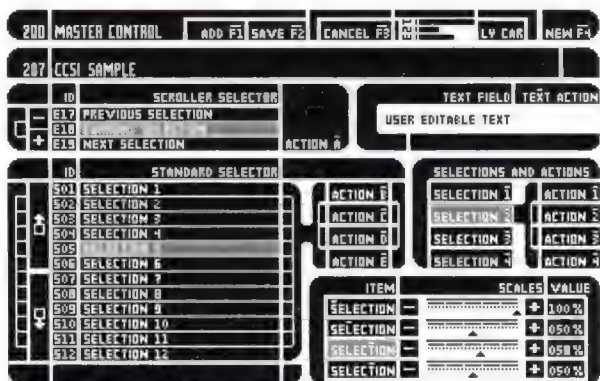 200 MASTER CONTROL ADD F1 SAVE F2 CANCEL F3 LY CAR NEW F4
207 CCSI SAMPLE
ID SCROLLER SELECTOR
E17 PREVIOUS SELECTION
E18
E19 NEXT SELECTION
ACTION A
TEXT FIELD TEXT ACTION
USER EDITABLE TEXT
ID STANDARD SELECTOR
S01 SELECTION 1
S02 SELECTION 2
S03 SELECTION 3
S04 SELECTION 4
S05
S06 SELECTION 6
S07 SELECTION 7
S08 SELECTION 8
S09 SELECTION 9
S10 SELECTION 10
S11 SELECTION 11
S12 SELECTION 12
ACTION B
ACTION C
ACTION D
ACTION E
SELECTIONS AND ACTIONS
SELECTION 1 ACTION 1
SELECTION 2 ACTION 2
SELECTION 3 ACTION 3
SELECTION 4 ACTION 4
ITEM SCALES VALUE
SELECTION − + 100%
SELECTION − + 050%
SELECTION − + 058%
SELECTION − + 050%